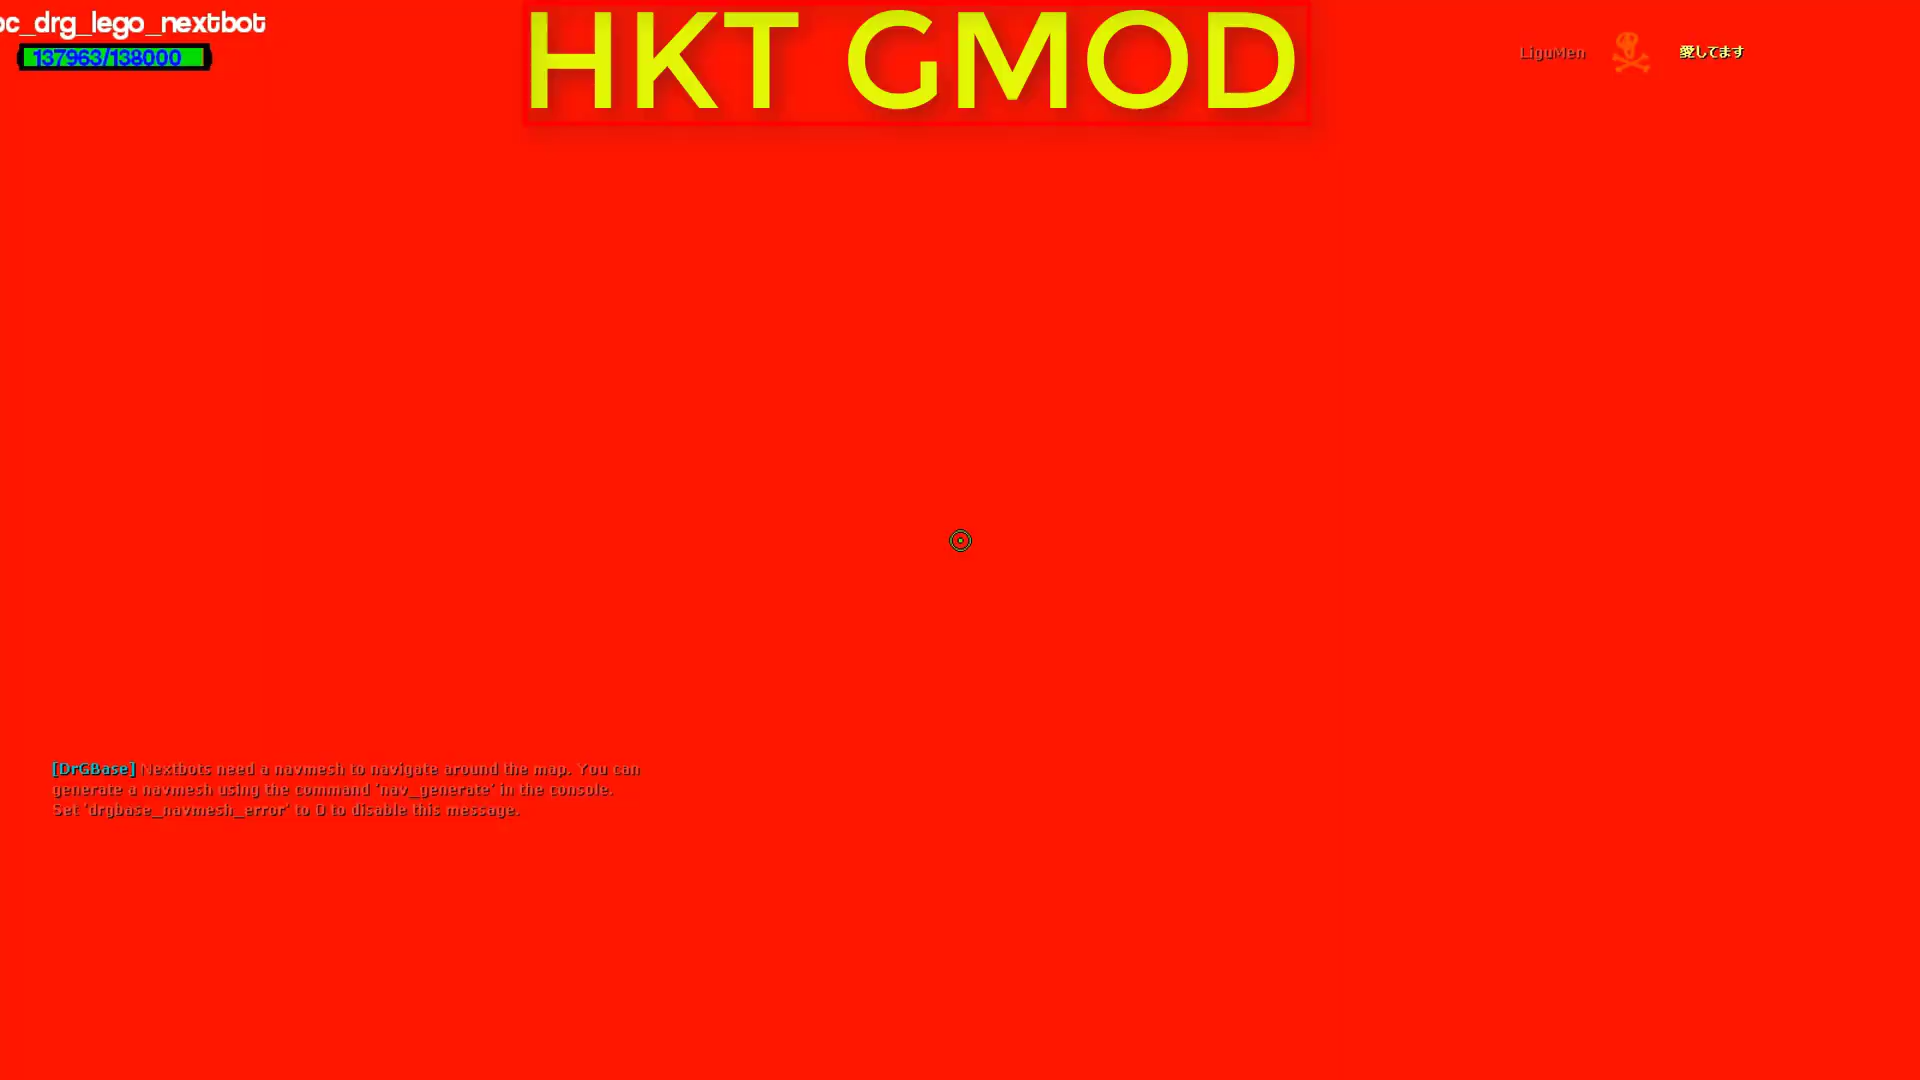 pc_drg_lego_nextbot
137963/138000
HKT GMOD
LiguMen 愛してます
[DrGBase] Nextbots need a navmesh to navigate around the map. You can
generate a navmesh using the command 'nav_generate' in the console.
Set 'drgbase_navmesh_error' to 0 to disable this message.